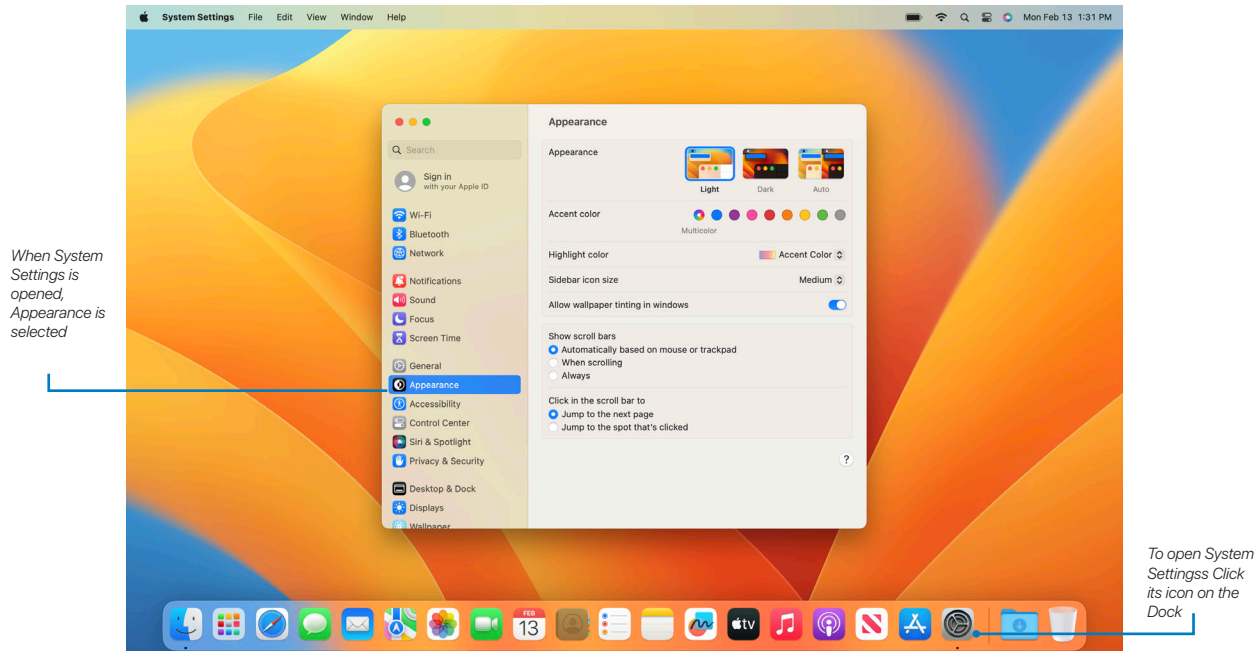 System Settings File Edit View Window Help
Mon Feb 13 1:31 PM
Appearance
Search
Sign in
with your Apple ID
Wi-Fi
Bluetooth
Network
Notifications
Sound
Focus
Screen Time
General
Appearance
Accessibility
Control Center
Siri & Spotlight
Privacy & Security
Desktop & Dock
Displays
Wallpaper
Appearance
Light Dark Auto
Accent color
Multicolor
Highlight color Accent Color
Sidebar icon size Medium
Allow wallpaper tinting in windows
Show scroll bars
Automatically based on mouse or trackpad
When scrolling
Always
Click in the scroll bar to
Jump to the next page
Jump to the spot that's clicked
?
When System
Settings is
opened,
Appearance is
selected
To open System
Settingss Click
its icon on the
Dock
FEB
13
tv